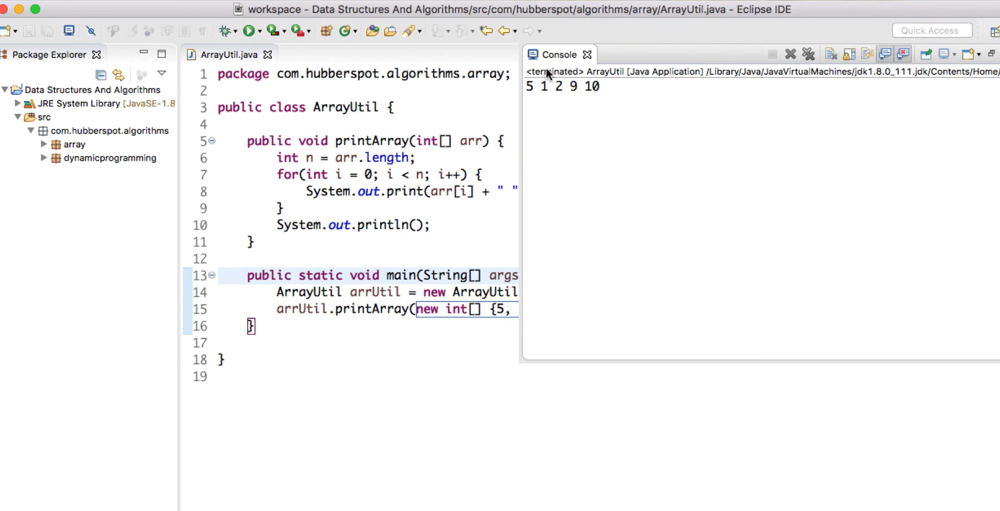 workspace - Data Structures And Algorithms/src/com/hubberspot/algorithms/array/ArrayUtil.java - Eclipse IDE
Quick Access
Package Explorer
Data Structures And Algorithms
JRE System Library [JavaSE-1.8
src
com.hubberspot.algorithms
array
dynamicprogramming
ArrayUtil.java
1 package com.hubberspot.algorithms.array;
2
3 public class ArrayUtil {
4
5 public void printArray(int[] arr) {
6 int n = arr.length;
7 for(int i = 0; i < n; i++) {
8 System.out.print(arr[i] + " "
9 }
10 System.out.println();
11 }
12
13 public static void main(String[] args
14 ArrayUtil arrUtil = new ArrayUtil
15 arrUtil.printArray(new int[] {5,
16 }
17
18 }
19
Console
<terminated> ArrayUtil [Java Application] /Library/Java/JavaVirtualMachines/jdk1.8.0_111.jdk/Contents/Home/
5 1 2 9 10